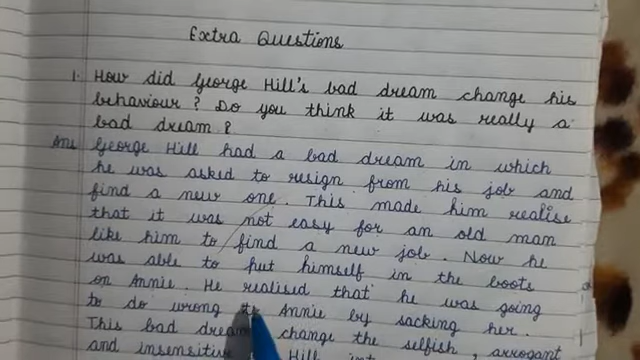 Extra Questions
1. How did George Hill's bad dream change his
behaviour? Do you think it was really a
bad dream?
Ans George Hill had a bad dream in which
he was asked to resign from his job and
find a new one. This made him realise
that it was not easy for an old man
like him to find a new job. Now he
was able to put himself in the boots
on Annie. He realised that he was going
to do wrong to Annie by sacking her.
This bad dream change the selfish, arrogant
and insensitive Hill